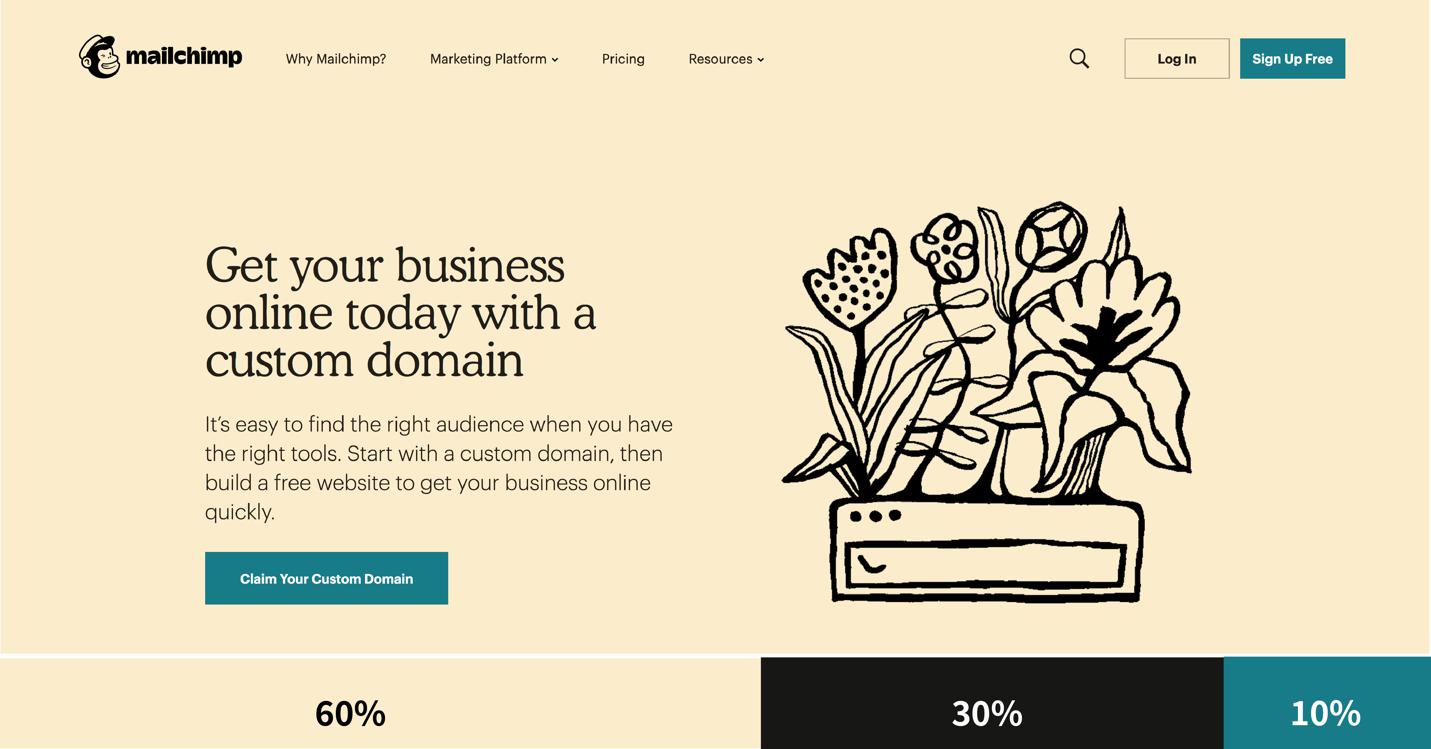 mailchimp
Why Mailchimp?
Marketing Platform
Pricing
Resources
Log In
Sign Up Free
Get your business
online today with a
custom domain
It’s easy to find the right audience when you have
the right tools. Start with a custom domain, then
build a free website to get your business online
quickly.
Claim Your Custom Domain
60%
30%
10%